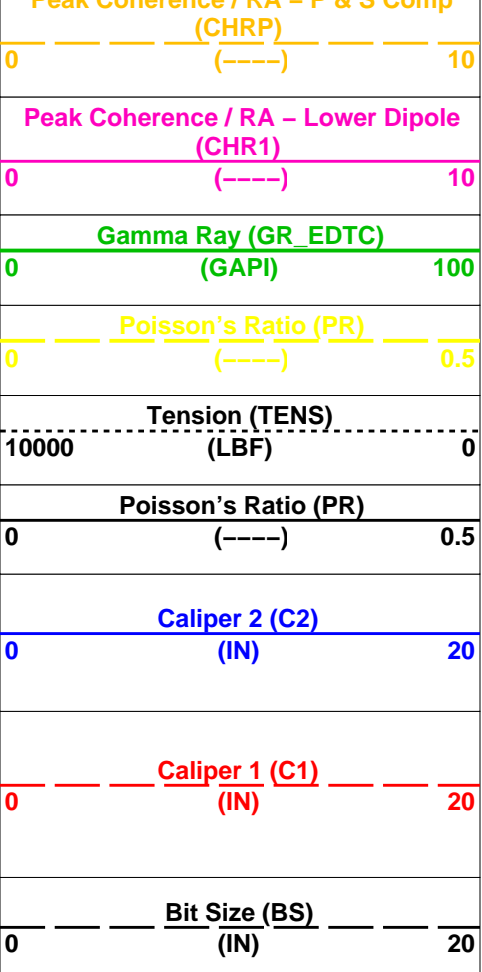 Peak Coherence / RA – P & S Comp
(CHRP)
0 (––––) 10
Peak Coherence / RA – Lower Dipole
(CHR1)
0 (––––) 10
Gamma Ray (GR_EDTC)
0 (GAPI) 100
Poisson's Ratio (PR)
0 (––––) 0.5
Tension (TENS)
10000 (LBF) 0
Poisson's Ratio (PR)
0 (––––) 0.5
Caliper 2 (C2)
0 (IN) 20
Caliper 1 (C1)
0 (IN) 20
Bit Size (BS)
0 (IN) 20